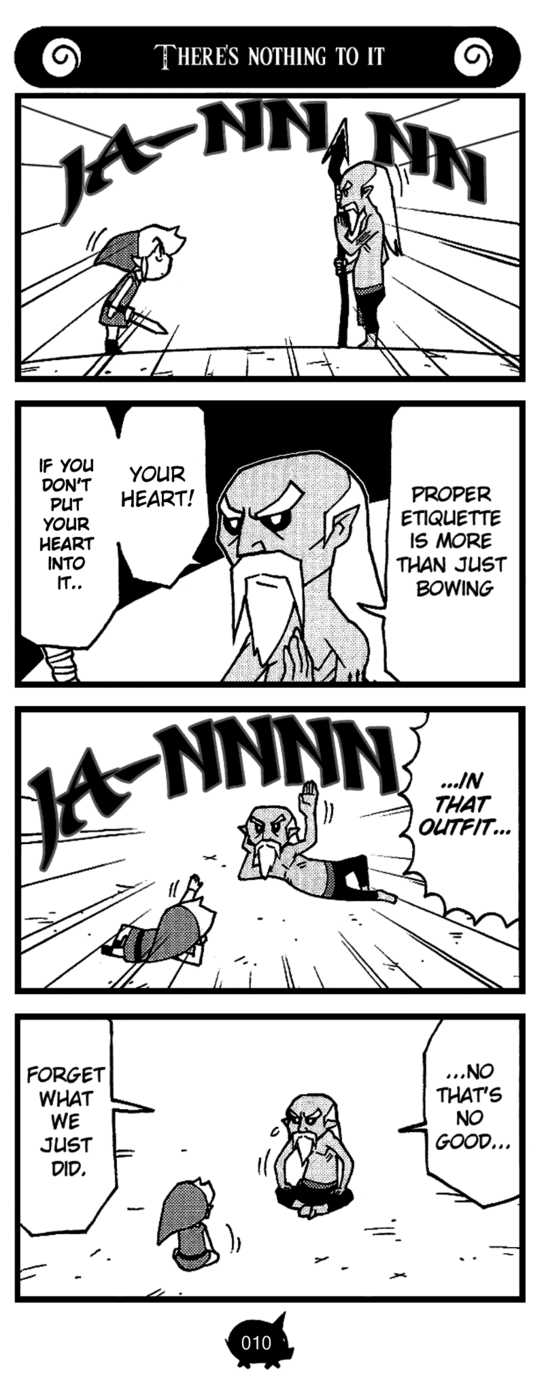 THERE'S NOTHING TO IT
JA-NN NN
PROPER
ETIQUETTE
IS MORE
THAN JUST
BOWING
YOUR
HEART!
IF YOU
DON'T
PUT
YOUR
HEART
INTO
IT..
...IN
THAT
OUTFIT...
JA-NNNN
...NO
THAT'S
NO
GOOD...
FORGET
WHAT
WE
JUST
DID.
010